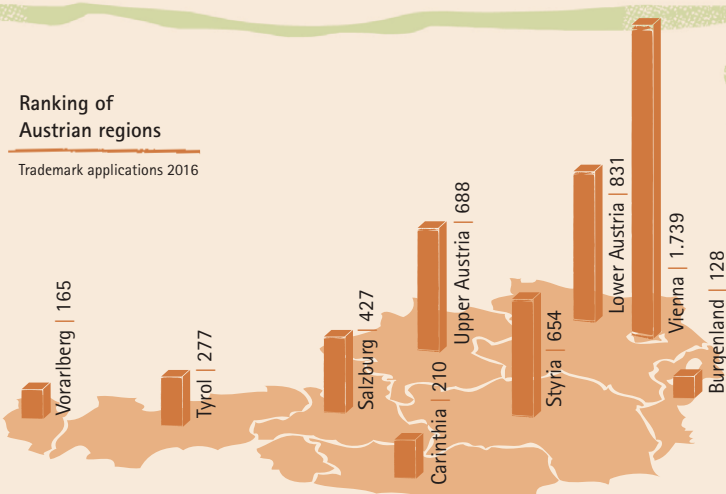 Ranking of
Austrian regions
Trademark applications 2016
Vorarlberg | 165
Tyrol | 277
Salzburg | 427
Carinthia | 210
Upper Austria | 688
Styria | 654
Lower Austria | 831
Vienna | 1.739
Burgenland | 128